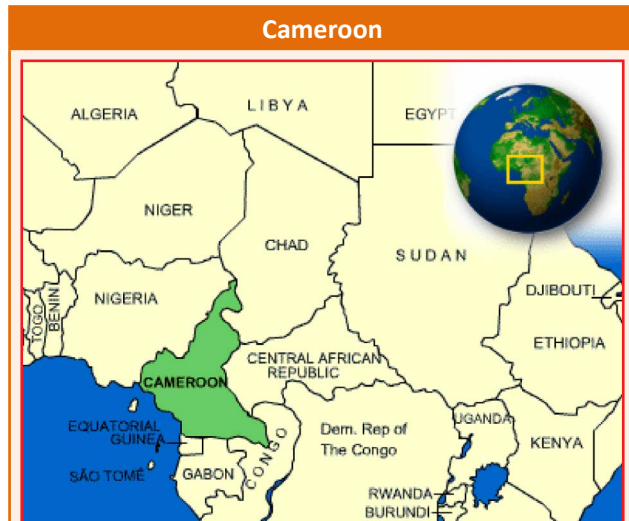 Cameroon
ALGERIA
LIBYA
EGYPT
NIGER
CHAD
SUDAN
NIGERIA
TOGO
BENIN
DJIBOUTI
ETHIOPIA
CENTRAL AFRICAN
REPUBLIC
CAMEROON
EQUATORIAL
GUINEA
SÃO TOMÉ
GABON
CONGO
Dem. Rep of
The Congo
UGANDA
KENYA
RWANDA
BURUNDI